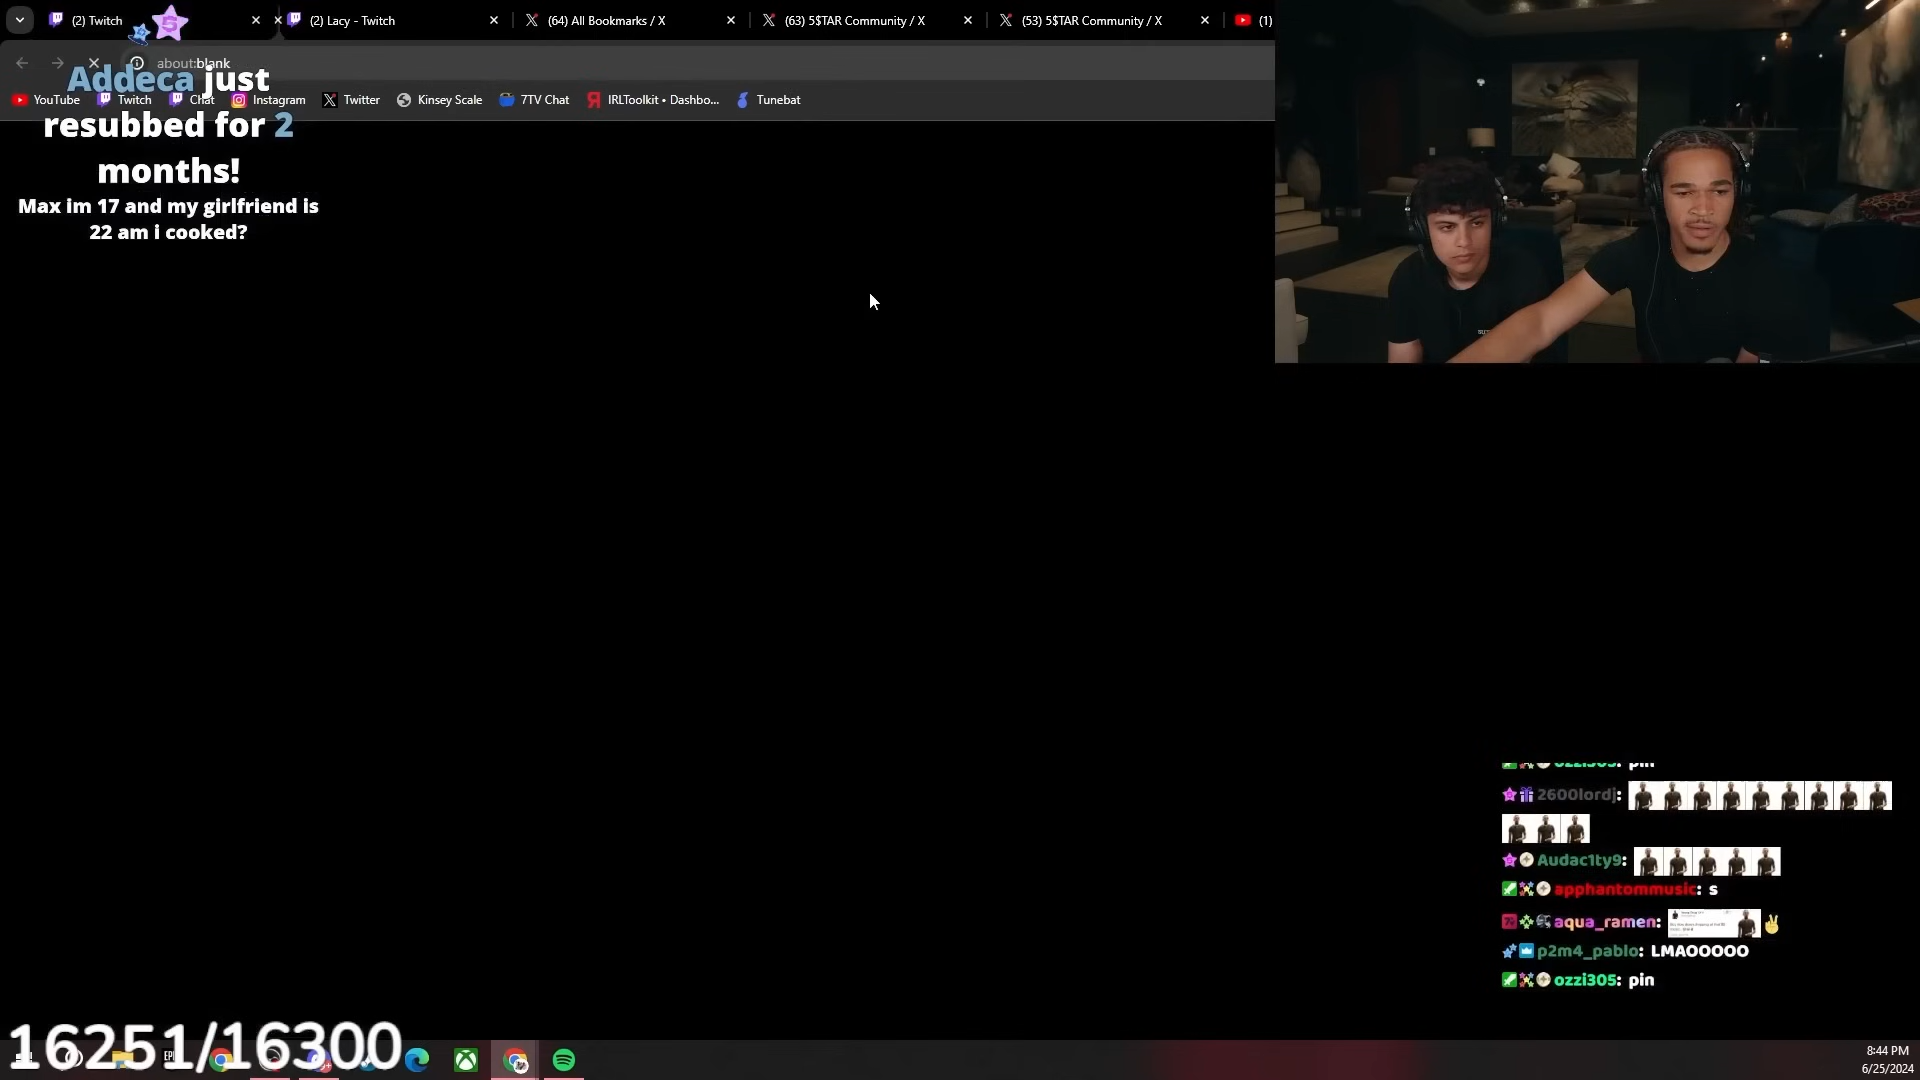 (2) Twitch
(2) Lacy - Twitch
(64) All Bookmarks / X
(63) 5$TAR Community / X
(53) 5$TAR Community / X
(1)
about:blank
YouTube
Twitch
Chat
Instagram
Twitter
Kinsey Scale
7TV Chat
IRLToolkit • Dashbo...
Tunebat
Addeca just
resubbed for 2
months!
Max im 17 and my girlfriend is
22 am i cooked?
ozzi305: pin
2600lordj:
Audac1ty9:
apphantommusic: s
aqua_ramen:
p2m4_pablo: LMAOOOOO
ozzi305: pin
16251/16300
8:44 PM
6/25/2024